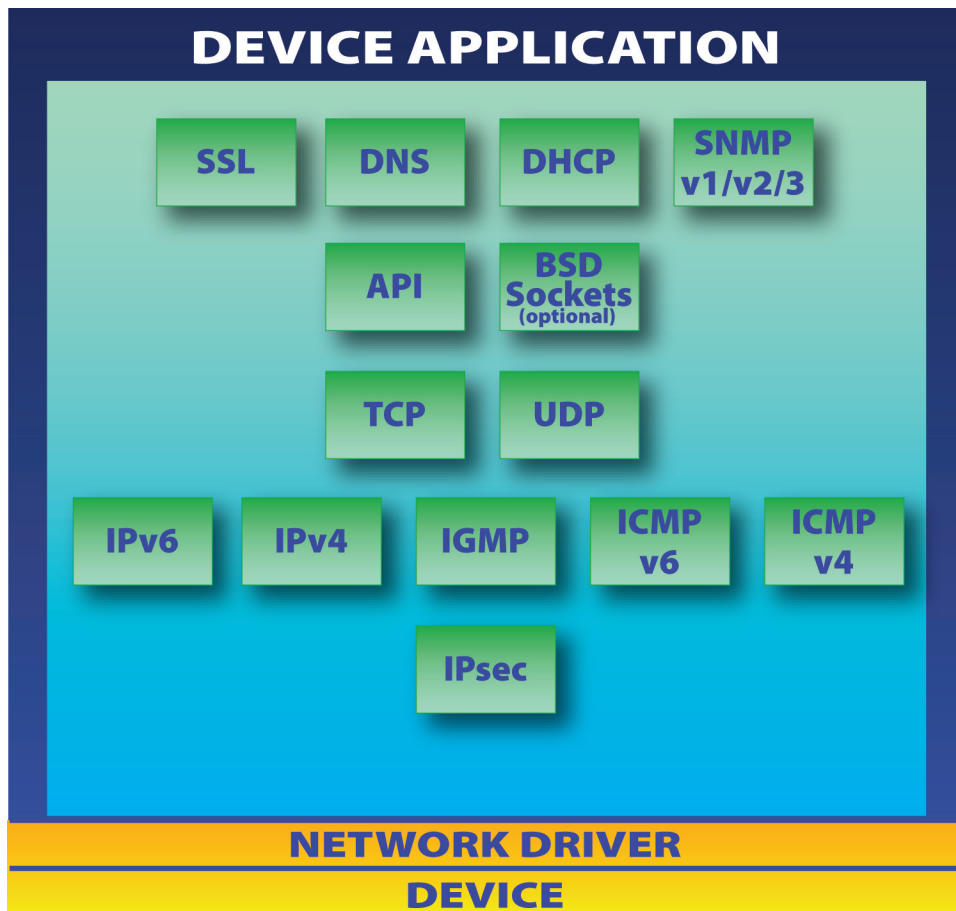 DEVICE APPLICATION
SSL
DNS
DHCP
SNMP
v1/v2/3
API
BSD
Sockets
(optional)
TCP
UDP
IPv6
IPv4
IGMP
ICMP
v6
ICMP
v4
IPsec
NETWORK DRIVER
DEVICE